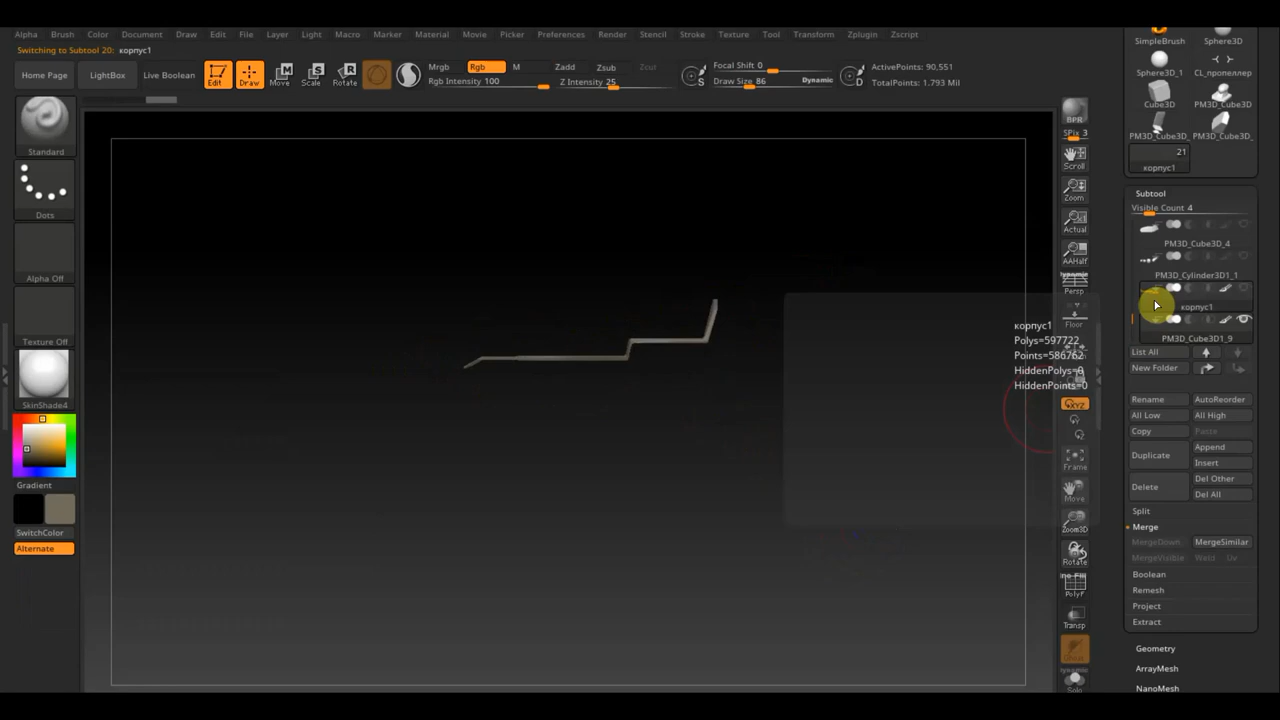 Alpha Brush Color Document Draw Edit File Layer Light Macro Marker Material Movie Picker Preferences Render Stencil Stroke Texture Tool Transform Zplugin Zscript
Switching to Subtool 20: корпус1
Home Page
LightBox
Live Boolean
Edit
Draw
Move
Scale
Rotate
Mrgb Rgb M
Rgb Intensity 100
Zadd Zsub Zcut
Z Intensity 25
Focal Shift 0
Draw Size 86 Dynamic
S
D
ActivePoints: 90,551
TotalPoints: 1.793 Mil
Standard
Dots
Alpha Off
Texture Off
SkinShade4
Gradient
SwitchColor
Alternate
корпус1
Polys=597722
Points=586762
HiddenPolys=0
HiddenPoints=0
BPR
SPix 3
Scroll
Zoom
Actual
AAHalf
Persp
Floor
Frame
Move
Zoom3D
Rotate
PolyF
Transp
Solo
SimpleBrush Sphere3D
Sphere3D_1 CL_пропеллер
Cube3D PM3D_Cube3D
PM3D_Cube3D_ PM3D_Cube3D_
21
корпус1
Subtool
Visible Count 4
PM3D_Cube3D_4
PM3D_Cylinder3D1_1
корпус1
PM3D_Cube3D1_9
List All
New Folder
Rename AutoReorder
All Low All High
Copy Paste
Duplicate Append
Insert
Delete Del Other
Del All
Split
Merge
MergeDown MergeSimilar
MergeVisible Weld Uv
Boolean
Remesh
Project
Extract
Geometry
ArrayMesh
NanoMesh